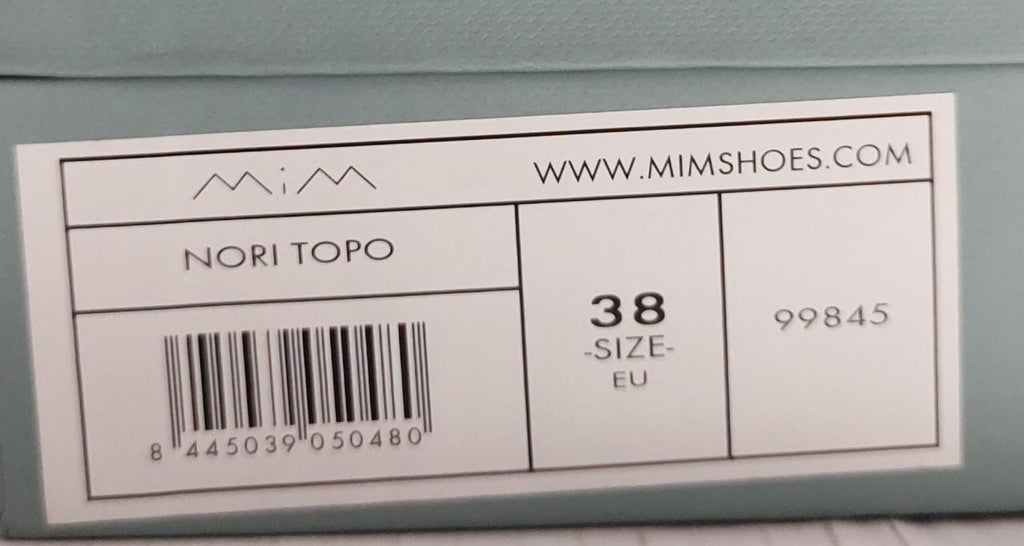 MiM
WWW.MIMSHOES.COM
NORI TOPO
38
-SIZE-
EU
99845
8 445039 050480